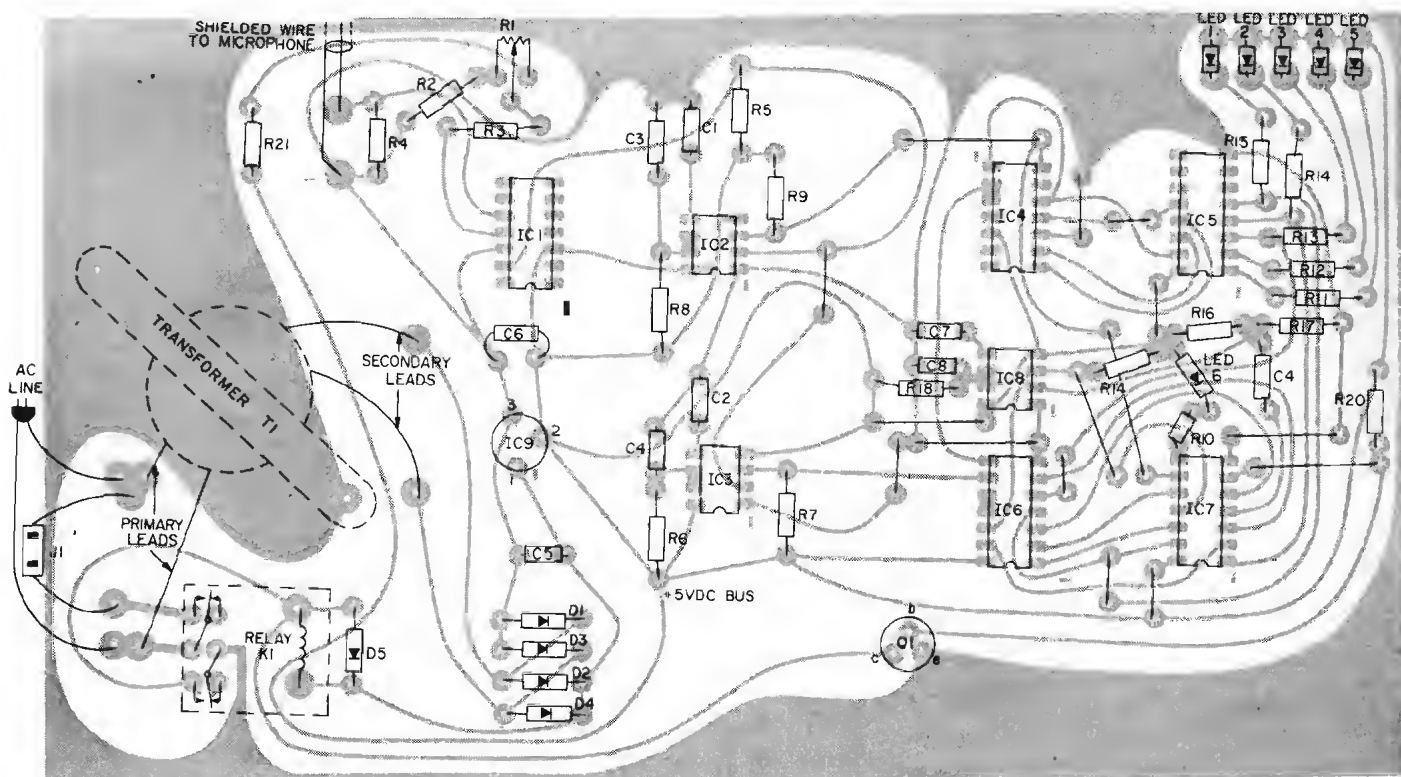 SHIELDED WIRE
TO MICROPHONE
R1
LED LED LED LED LED
1 2 3 4 5
R2
R5
C1
C3
R21
R4
R3
R15
R14
R9
IC1
IC2
IC4
IC5
R13
R12
R11
R8
C6
C7
R16
R17
TRANSFORMER T1
SECONDARY
LEADS
AC
LINE
C8
R18
IC8
R14
LED
6
C4
R20
C2
3
IC9
2
1
C4
R10
IC3
IC6
IC7
R7
R6
PRIMARY
LEADS
J1
IC5
+5VDC BUS
D1
D3
D2
D4
RELAY
K1
D5
b
Q1
c
e